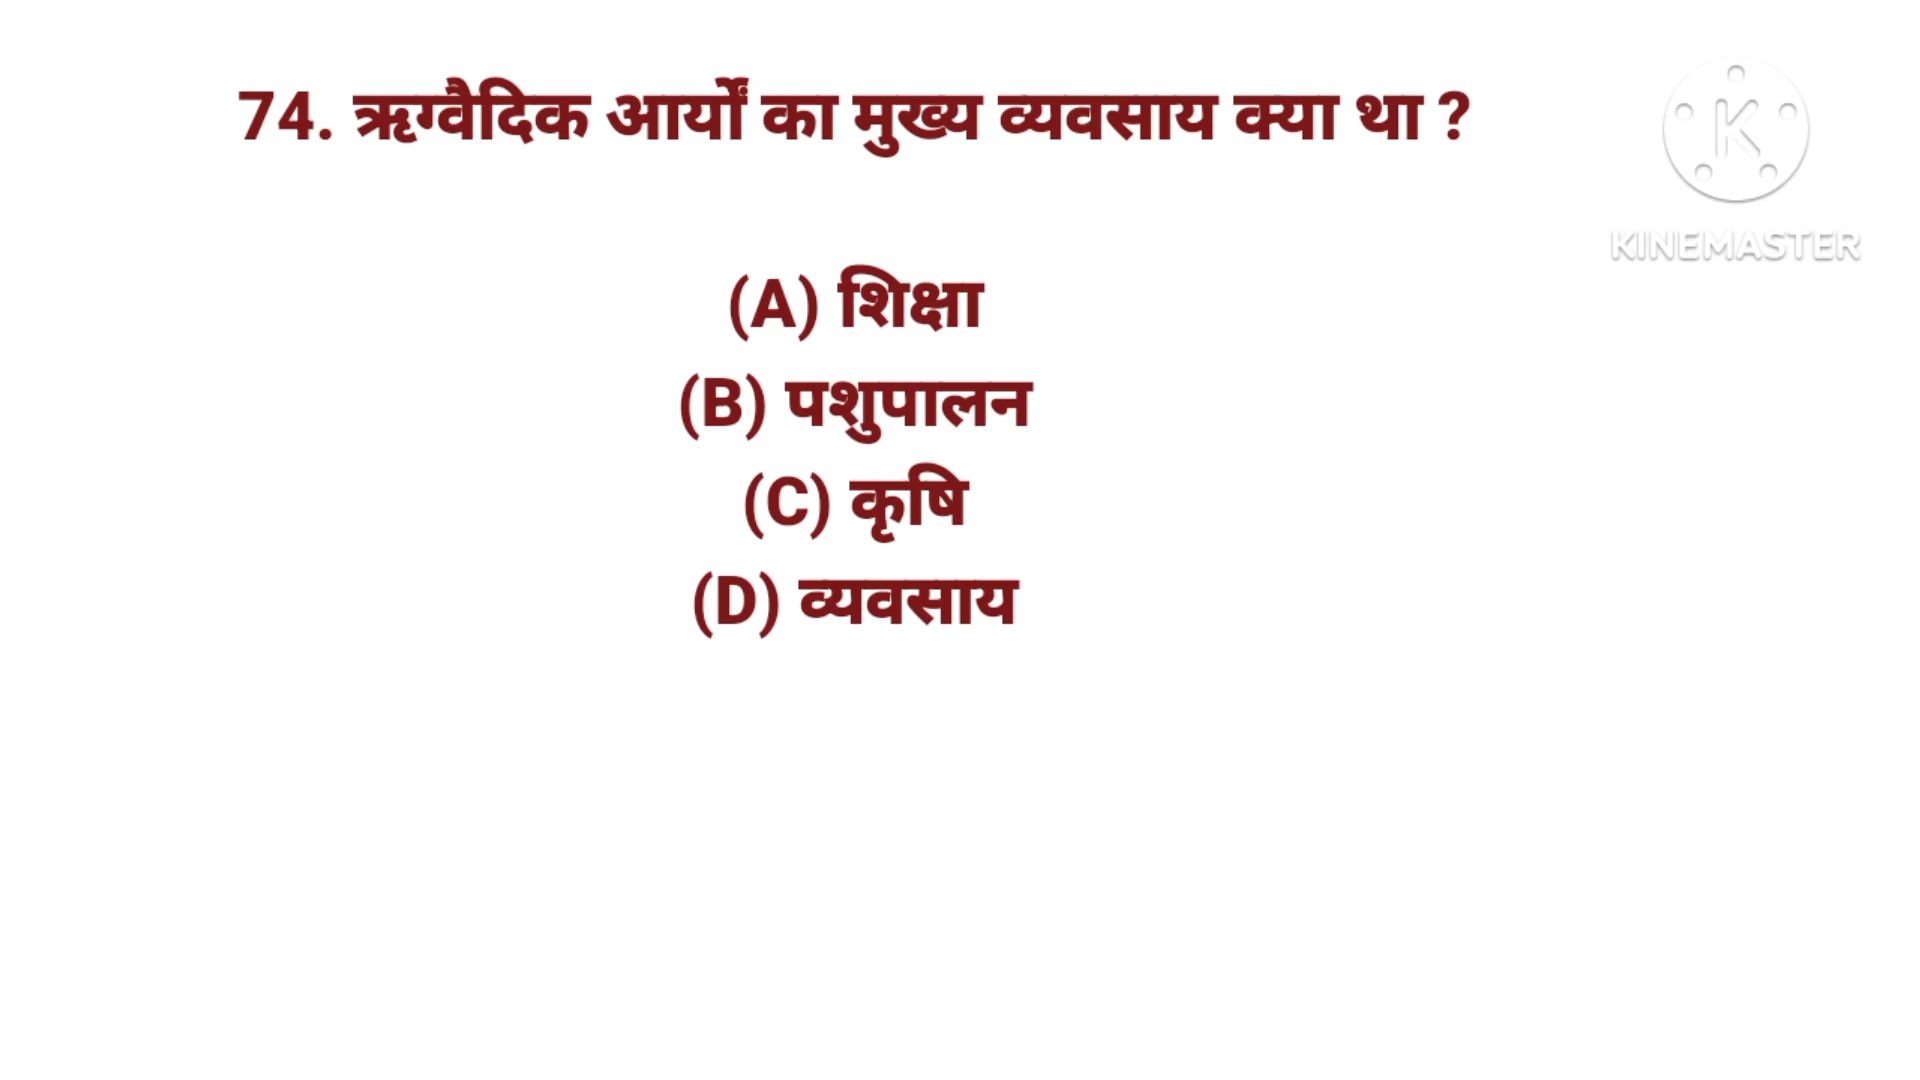 74. ऋग्वैदिक आर्यों का मुख्य व्यवसाय क्या था ?
K
KINEMASTER
(A) शिक्षा
(B) पशुपालन
(C) कृषि
(D) व्यवसाय